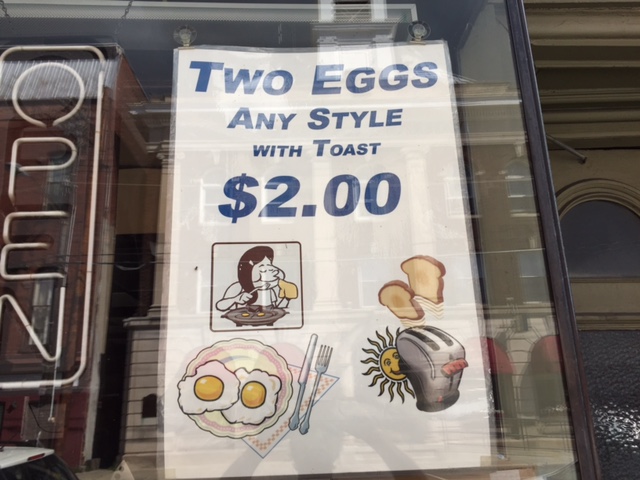 TWO EGGS
ANY STYLE
WITH TOAST
$2.00
OPEN